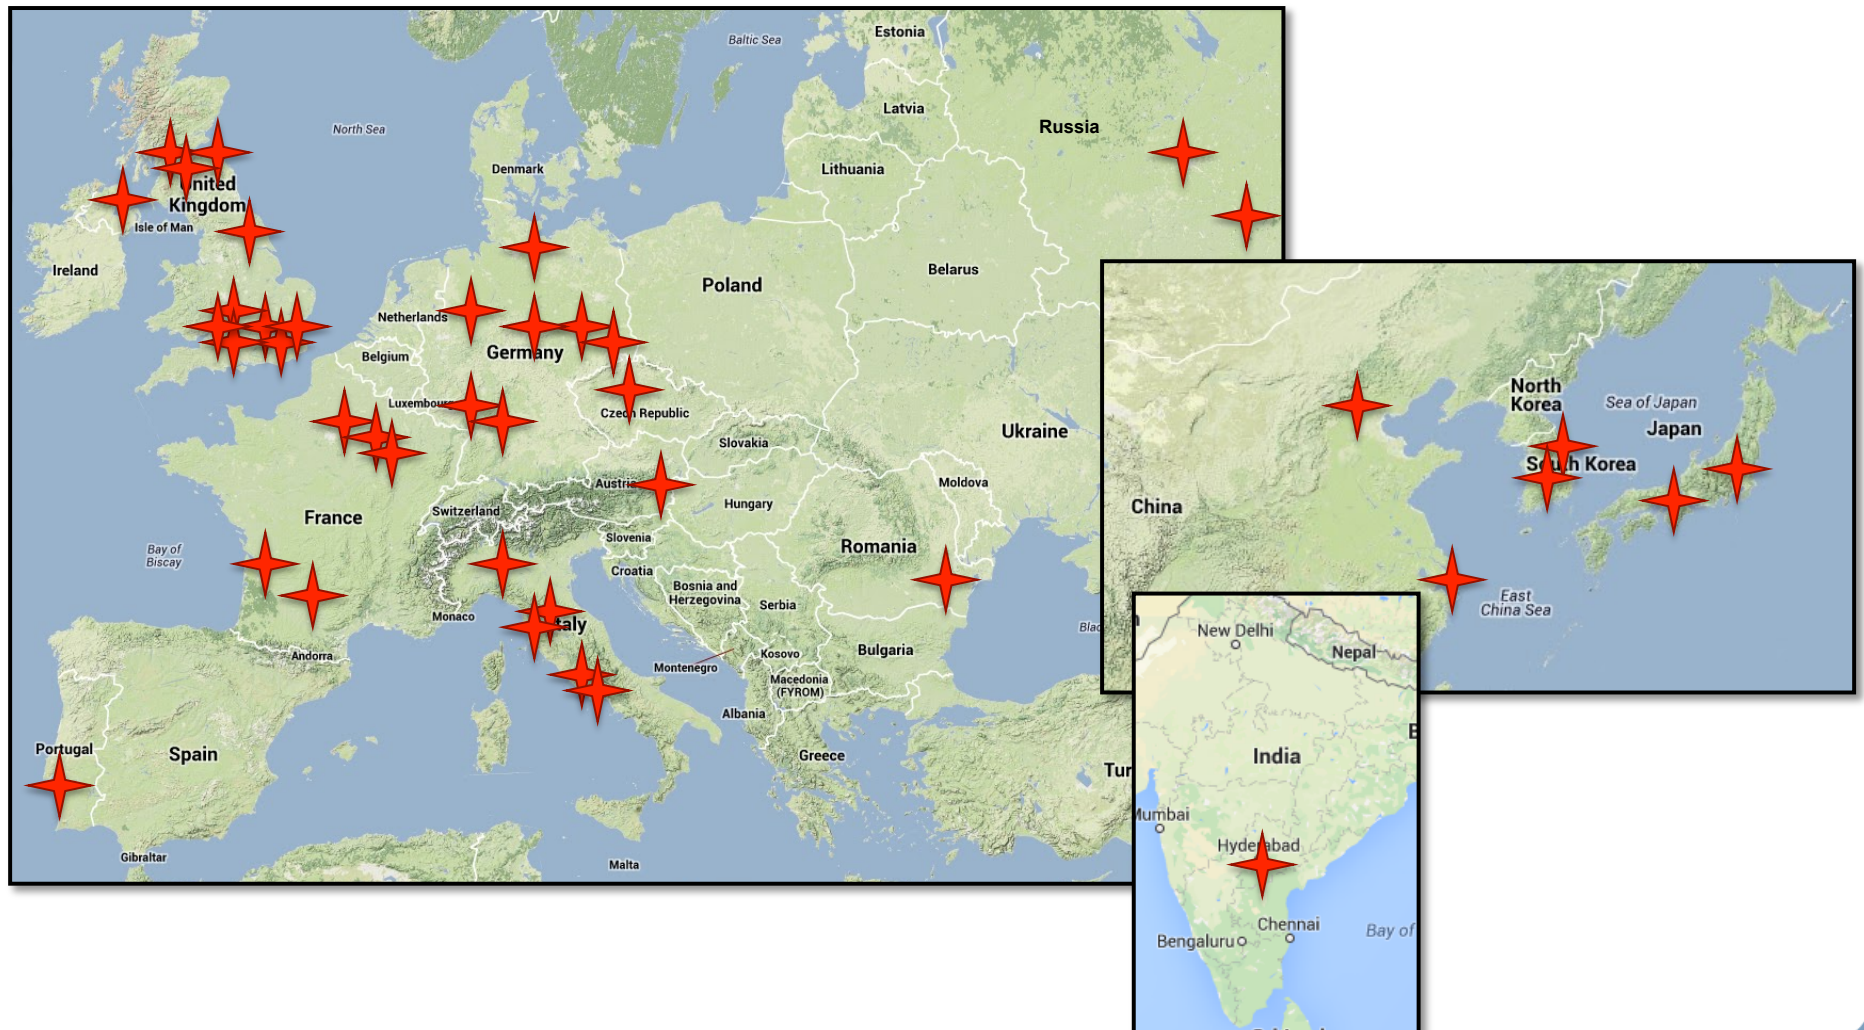 Estonia
Baltic Sea
Latvia
North Sea
Russia
Denmark
Lithuania
United
Kingdom
Isle of Man
Ireland
Belarus
Poland
Netherlands
Germany
Belgium
Luxembourg
Czech Republic
Ukraine
Slovakia
Austria
Moldova
Hungary
Switzerland
France
Slovenia
Romania
Bay of
Biscay
Croatia
Bosnia and
Herzegovina
Serbia
Monaco
Italy
Blac
Andorra
Kosovo
Bulgaria
Montenegro
Macedonia
(FYROM)
Albania
Portugal
Spain
Greece
Tur
Gibraltar
Malta
North
Korea
Sea of Japan
Japan
South Korea
China
East
China Sea
New Delhi
Nepal
India
Mumbai
Hyderabad
Chennai
Bengaluru
Bay of